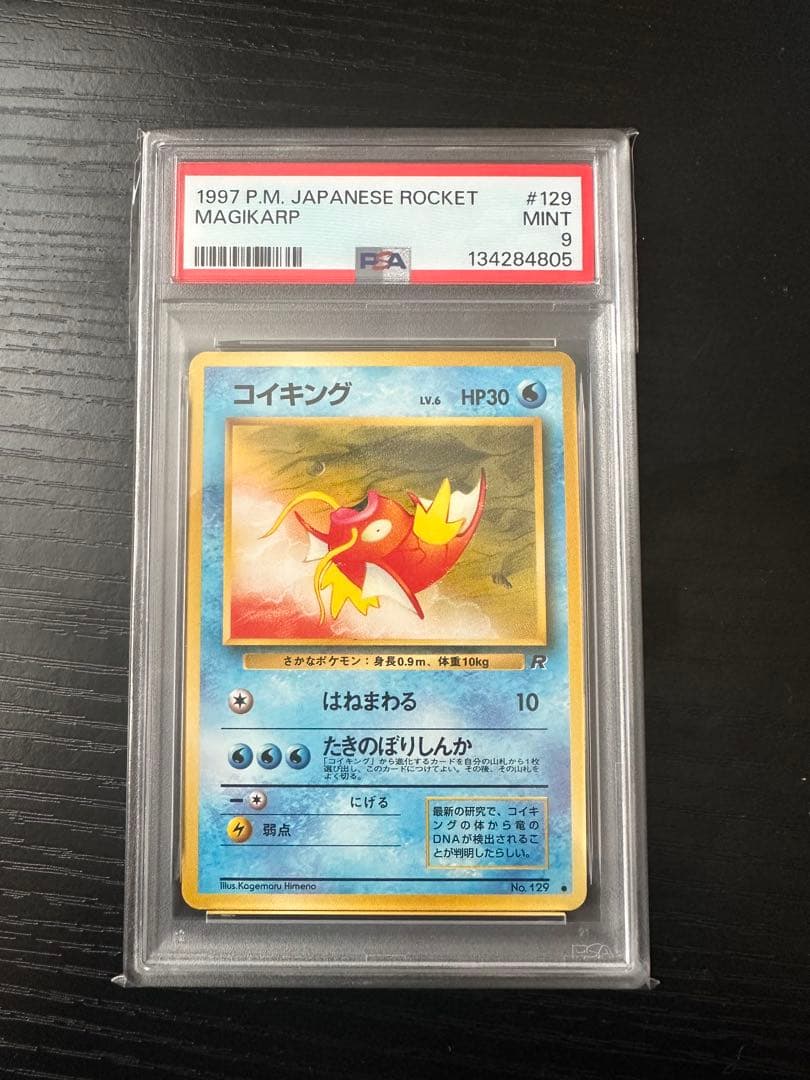 1997 P.M. JAPANESE ROCKET #129
MAGIKARP MINT
9
PSA 134284805
コイキング LV.6 HP30
さかなポケモン：身長0.9m、体重10kg R
はねまわる 10
たきのぼりしんか
「コイキング」から進化するカードを自分の山札から1枚
選び出し、このカードにつけてよい。その後、その山札を
よく切る。
にげる
弱点
最新の研究で、コイキ
ングの体から竜の
DNAが検出されるこ
とが判明したらしい。
Illus.Kagemaru Himeno No.129
PSA